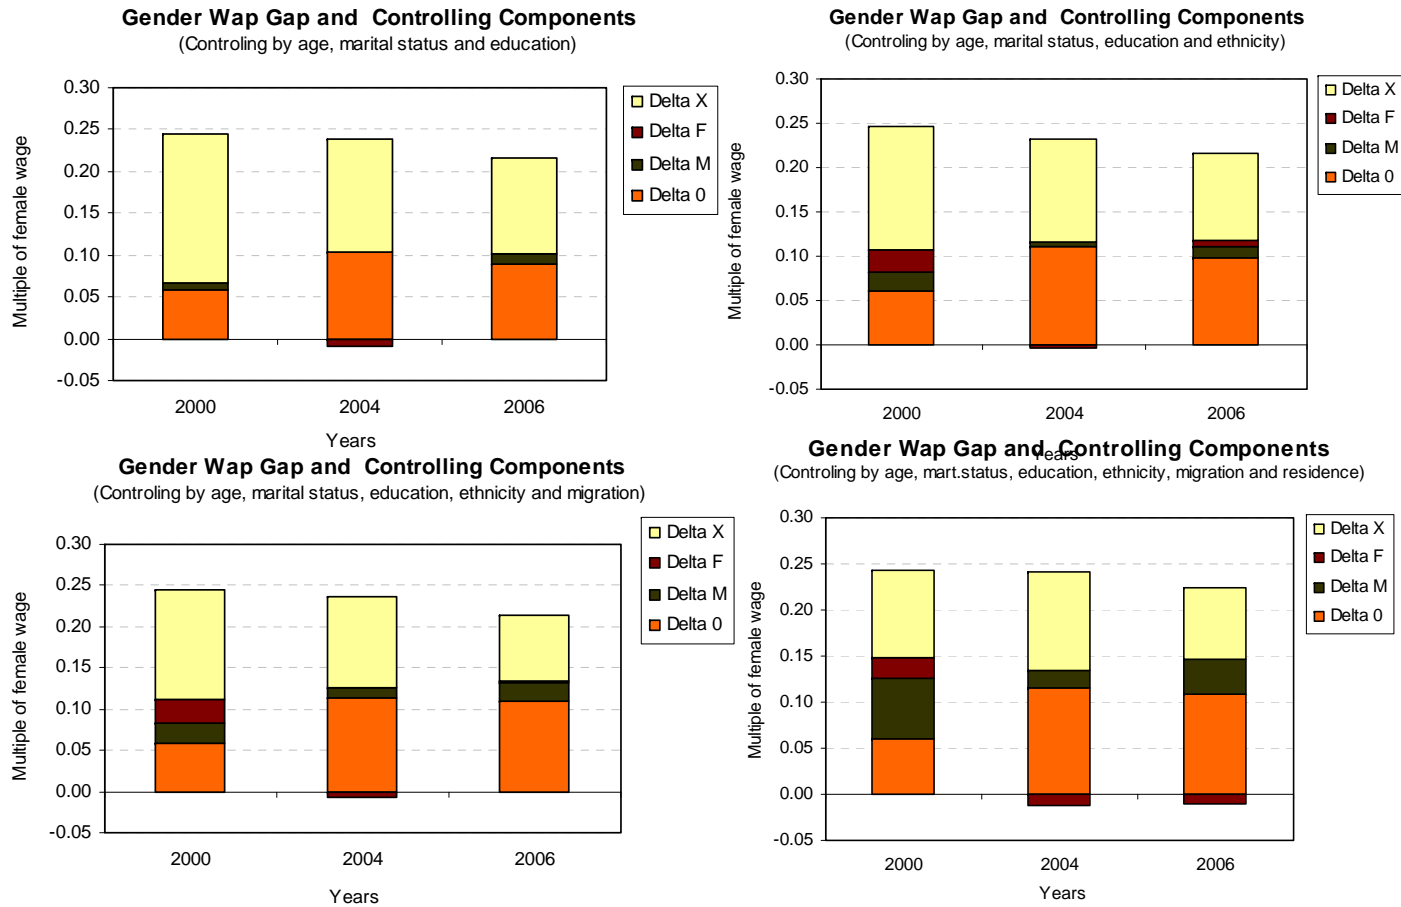 Gender Wap Gap and Controlling Components
(Controling by age, marital status and education)
0.30
0.25
0.20
0.15
0.10
0.05
0.00
-0.05
Multiple of female wage
2000 2004 2006
Years
Delta X
Delta F
Delta M
Delta 0
Gender Wap Gap and Controlling Components
(Controling by age, marital status, education and ethnicity)
0.30
0.25
0.20
0.15
0.10
0.05
0.00
-0.05
Multiple of female wage
2000 2004 2006
Years
Delta X
Delta F
Delta M
Delta 0
Gender Wap Gap and Controlling Components
(Controling by age, marital status, education, ethnicity and migration)
0.30
0.25
0.20
0.15
0.10
0.05
0.00
-0.05
Multiple of female wage
2000 2004 2006
Years
Delta X
Delta F
Delta M
Delta 0
Gender Wap Gap and Controlling Components
(Controling by age, mart.status, education, ethnicity, migration and residence)
0.30
0.25
0.20
0.15
0.10
0.05
0.00
-0.05
Multiple of female wage
2000 2004 2006
Years
Delta X
Delta F
Delta M
Delta 0